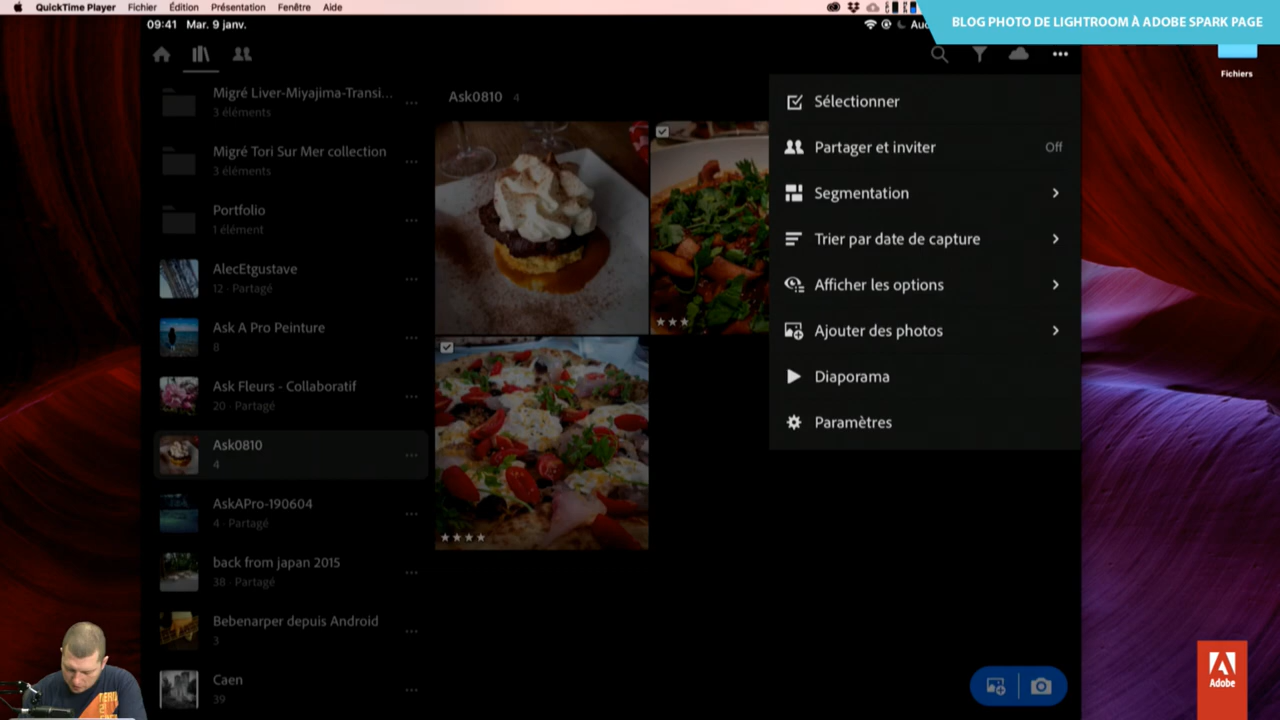 QuickTime Player Fichier Édition Présentation Fenêtre Aide
BLOG PHOTO DE LIGHTROOM À ADOBE SPARK PAGE
09:41 Mar. 9 janv.
Fichiers
Migré Liver-Miyajima-Transi...
3 éléments
Migré Tori Sur Mer collection
3 éléments
Portfolio
1 élément
AlecEtgustave
12 · Partagé
Ask A Pro Peinture
8
Ask Fleurs - Collaboratif
20 · Partagé
Ask0810
4
AskAPro-190604
4 · Partagé
back from japan 2015
38 · Partagé
Bebenarper depuis Android
3
Caen
39
Ask0810 4
Sélectionner
Partager et inviter Off
Segmentation
Trier par date de capture
Afficher les options
Ajouter des photos
Diaporama
Paramètres
Adobe